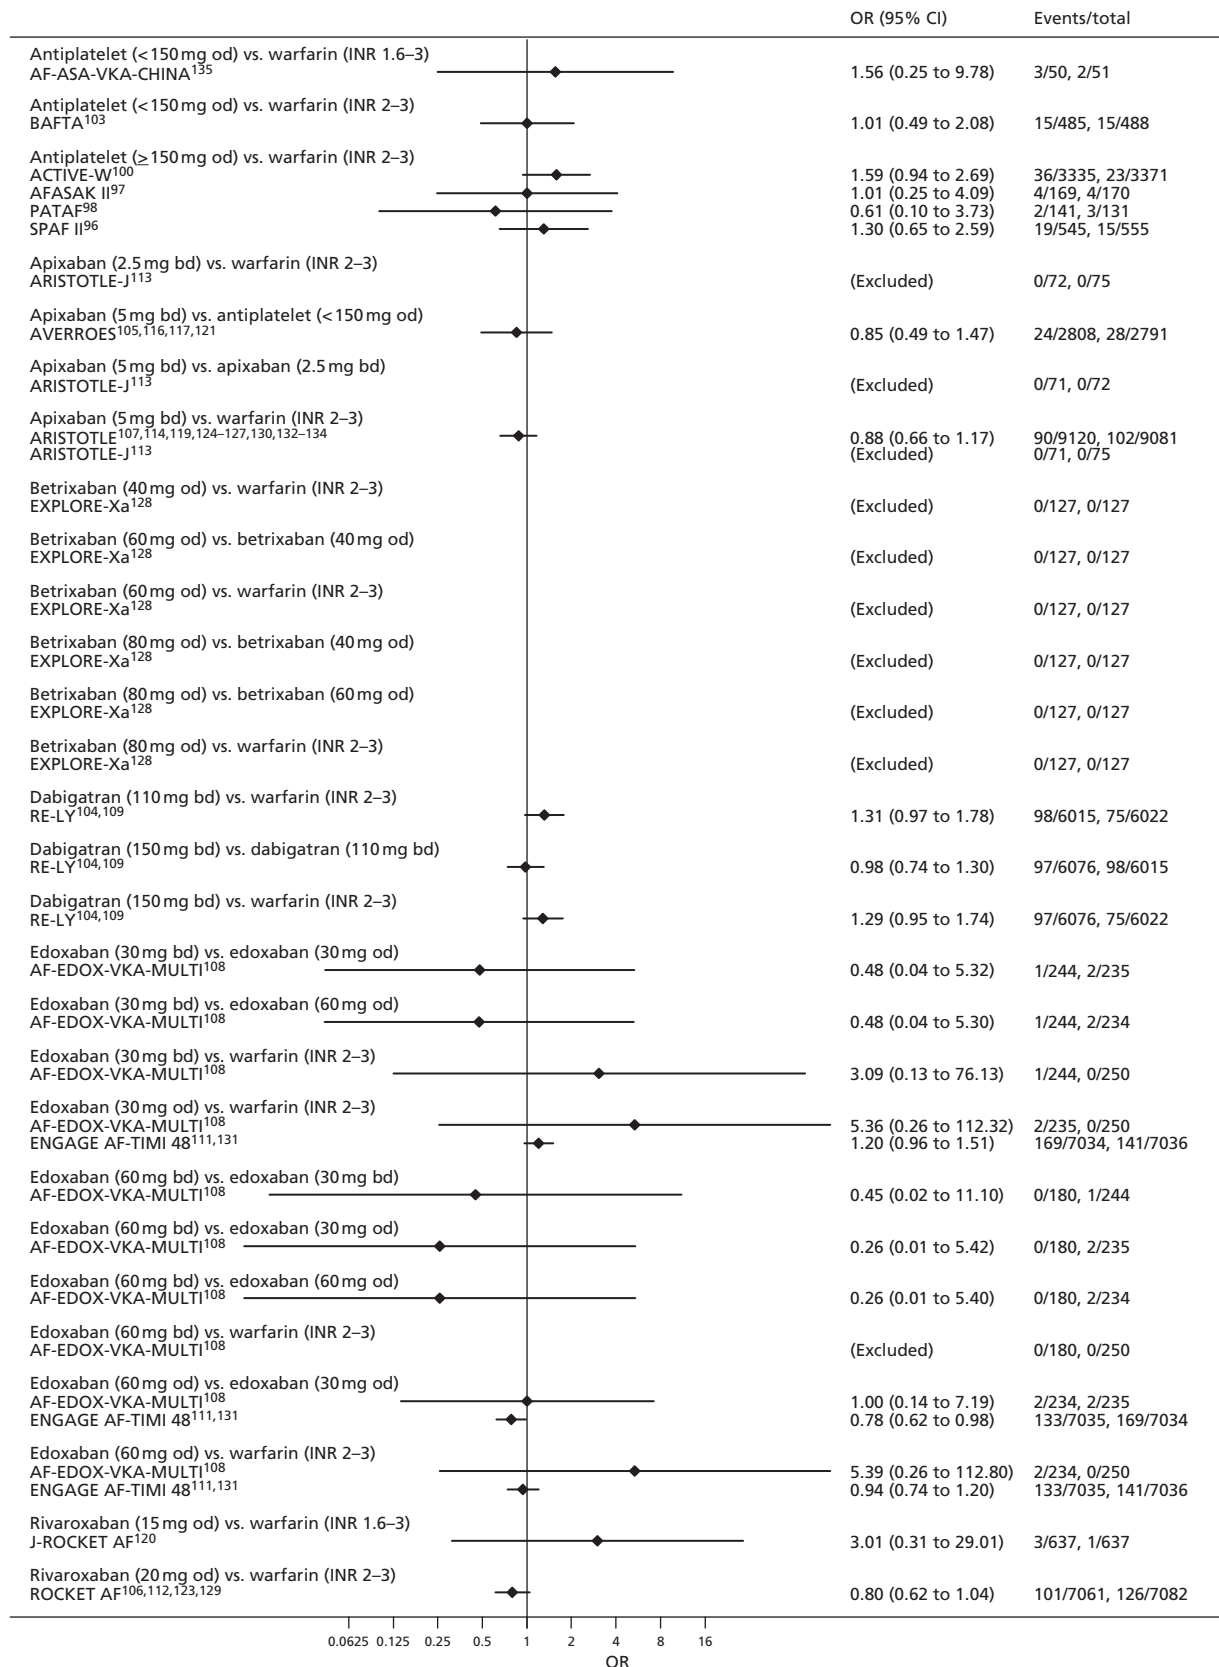 OR (95% CI) Events/total
Antiplatelet (<150 mg od) vs. warfarin (INR 1.6–3)
AF-ASA-VKA-CHINA135 1.56 (0.25 to 9.78) 3/50, 2/51
Antiplatelet (<150 mg od) vs. warfarin (INR 2–3)
BAFTA103 1.01 (0.49 to 2.08) 15/485, 15/488
Antiplatelet (≥150 mg od) vs. warfarin (INR 2–3)
ACTIVE-W100 1.59 (0.94 to 2.69) 36/3335, 23/3371
AFASAK II97 1.01 (0.25 to 4.09) 4/169, 4/170
PATAF98 0.61 (0.10 to 3.73) 2/141, 3/131
SPAF II96 1.30 (0.65 to 2.59) 19/545, 15/555
Apixaban (2.5 mg bd) vs. warfarin (INR 2–3)
ARISTOTLE-J113 (Excluded) 0/72, 0/75
Apixaban (5 mg bd) vs. antiplatelet (<150 mg od)
AVERROES105,116,117,121 0.85 (0.49 to 1.47) 24/2808, 28/2791
Apixaban (5 mg bd) vs. apixaban (2.5 mg bd)
ARISTOTLE-J113 (Excluded) 0/71, 0/72
Apixaban (5 mg bd) vs. warfarin (INR 2–3)
ARISTOTLE107,114,119,124–127,130,132–134 0.88 (0.66 to 1.17) 90/9120, 102/9081
ARISTOTLE-J113 (Excluded) 0/71, 0/75
Betrixaban (40 mg od) vs. warfarin (INR 2–3)
EXPLORE-Xa128 (Excluded) 0/127, 0/127
Betrixaban (60 mg od) vs. betrixaban (40 mg od)
EXPLORE-Xa128 (Excluded) 0/127, 0/127
Betrixaban (60 mg od) vs. warfarin (INR 2–3)
EXPLORE-Xa128 (Excluded) 0/127, 0/127
Betrixaban (80 mg od) vs. betrixaban (40 mg od)
EXPLORE-Xa128 (Excluded) 0/127, 0/127
Betrixaban (80 mg od) vs. betrixaban (60 mg od)
EXPLORE-Xa128 (Excluded) 0/127, 0/127
Betrixaban (80 mg od) vs. warfarin (INR 2–3)
EXPLORE-Xa128 (Excluded) 0/127, 0/127
Dabigatran (110 mg bd) vs. warfarin (INR 2–3)
RE-LY104,109 1.31 (0.97 to 1.78) 98/6015, 75/6022
Dabigatran (150 mg bd) vs. dabigatran (110 mg bd)
RE-LY104,109 0.98 (0.74 to 1.30) 97/6076, 98/6015
Dabigatran (150 mg bd) vs. warfarin (INR 2–3)
RE-LY104,109 1.29 (0.95 to 1.74) 97/6076, 75/6022
Edoxaban (30 mg bd) vs. edoxaban (30 mg od)
AF-EDOX-VKA-MULTI108 0.48 (0.04 to 5.32) 1/244, 2/235
Edoxaban (30 mg bd) vs. edoxaban (60 mg od)
AF-EDOX-VKA-MULTI108 0.48 (0.04 to 5.30) 1/244, 2/234
Edoxaban (30 mg bd) vs. warfarin (INR 2–3)
AF-EDOX-VKA-MULTI108 3.09 (0.13 to 76.13) 1/244, 0/250
Edoxaban (30 mg od) vs. warfarin (INR 2–3)
AF-EDOX-VKA-MULTI108 5.36 (0.26 to 112.32) 2/235, 0/250
ENGAGE AF-TIMI 48111,131 1.20 (0.96 to 1.51) 169/7034, 141/7036
Edoxaban (60 mg bd) vs. edoxaban (30 mg bd)
AF-EDOX-VKA-MULTI108 0.45 (0.02 to 11.10) 0/180, 1/244
Edoxaban (60 mg bd) vs. edoxaban (30 mg od)
AF-EDOX-VKA-MULTI108 0.26 (0.01 to 5.42) 0/180, 2/235
Edoxaban (60 mg bd) vs. edoxaban (60 mg od)
AF-EDOX-VKA-MULTI108 0.26 (0.01 to 5.40) 0/180, 2/234
Edoxaban (60 mg bd) vs. warfarin (INR 2–3)
AF-EDOX-VKA-MULTI108 (Excluded) 0/180, 0/250
Edoxaban (60 mg od) vs. edoxaban (30 mg od)
AF-EDOX-VKA-MULTI108 1.00 (0.14 to 7.19) 2/234, 2/235
ENGAGE AF-TIMI 48111,131 0.78 (0.62 to 0.98) 133/7035, 169/7034
Edoxaban (60 mg od) vs. warfarin (INR 2–3)
AF-EDOX-VKA-MULTI108 5.39 (0.26 to 112.80) 2/234, 0/250
ENGAGE AF-TIMI 48111,131 0.94 (0.74 to 1.20) 133/7035, 141/7036
Rivaroxaban (15 mg od) vs. warfarin (INR 1.6–3)
J-ROCKET AF120 3.01 (0.31 to 29.01) 3/637, 1/637
Rivaroxaban (20 mg od) vs. warfarin (INR 2–3)
ROCKET AF106,112,123,129 0.80 (0.62 to 1.04) 101/7061, 126/7082
0.0625 0.125 0.25 0.5 1 2 4 8 16
OR